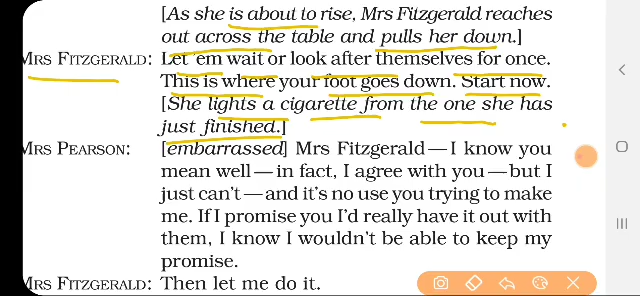 [As she is about to rise, Mrs Fitzgerald reaches
out across the table and pulls her down.]
MRS FITZGERALD: Let 'em wait or look after themselves for once.
This is where your foot goes down. Start now.
[She lights a cigarette from the one she has
just finished.]
MRS PEARSON: [embarrassed] Mrs Fitzgerald—I know you
mean well—in fact, I agree with you—but I
just can't—and it's no use you trying to make
me. If I promise you I'd really have it out with
them, I know I wouldn't be able to keep my
promise.
MRS FITZGERALD: Then let me do it.